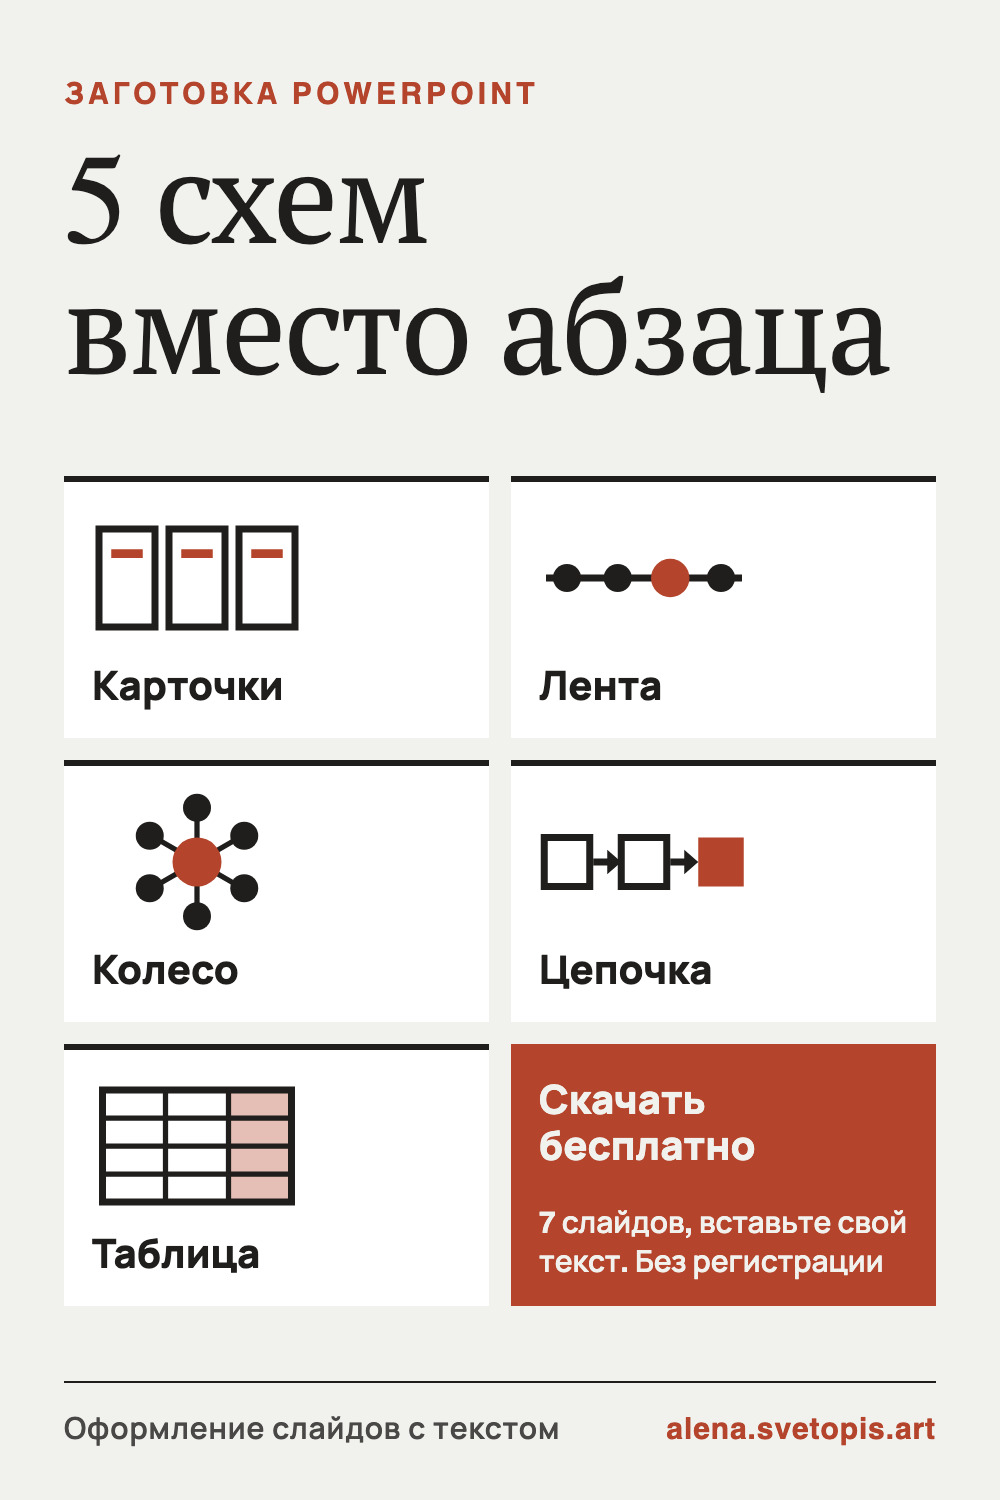 ЗАГОТОВКА POWERPOINT
5 схем
вместо абзаца
Карточки
Лента
Колесо
Цепочка
Таблица
Скачать
бесплатно
7 слайдов, вставьте свой
текст. Без регистрации
Оформление слайдов с текстом
alena.svetopis.art